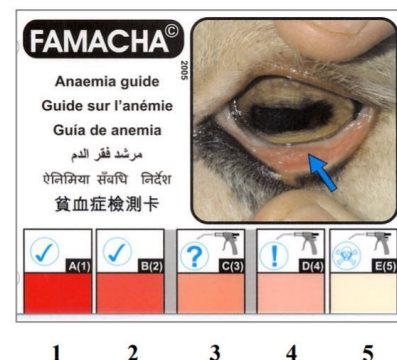 FAMACHA©
2005
Anaemia guide
Guide sur l'anémie
Guía de anemia
مرشد فقر الدم
ऐनिमिया सँबधि निर्देश
貧血症檢測卡
A(1) B(2) ? C(3) ! D(4) E(5)
1 2 3 4 5